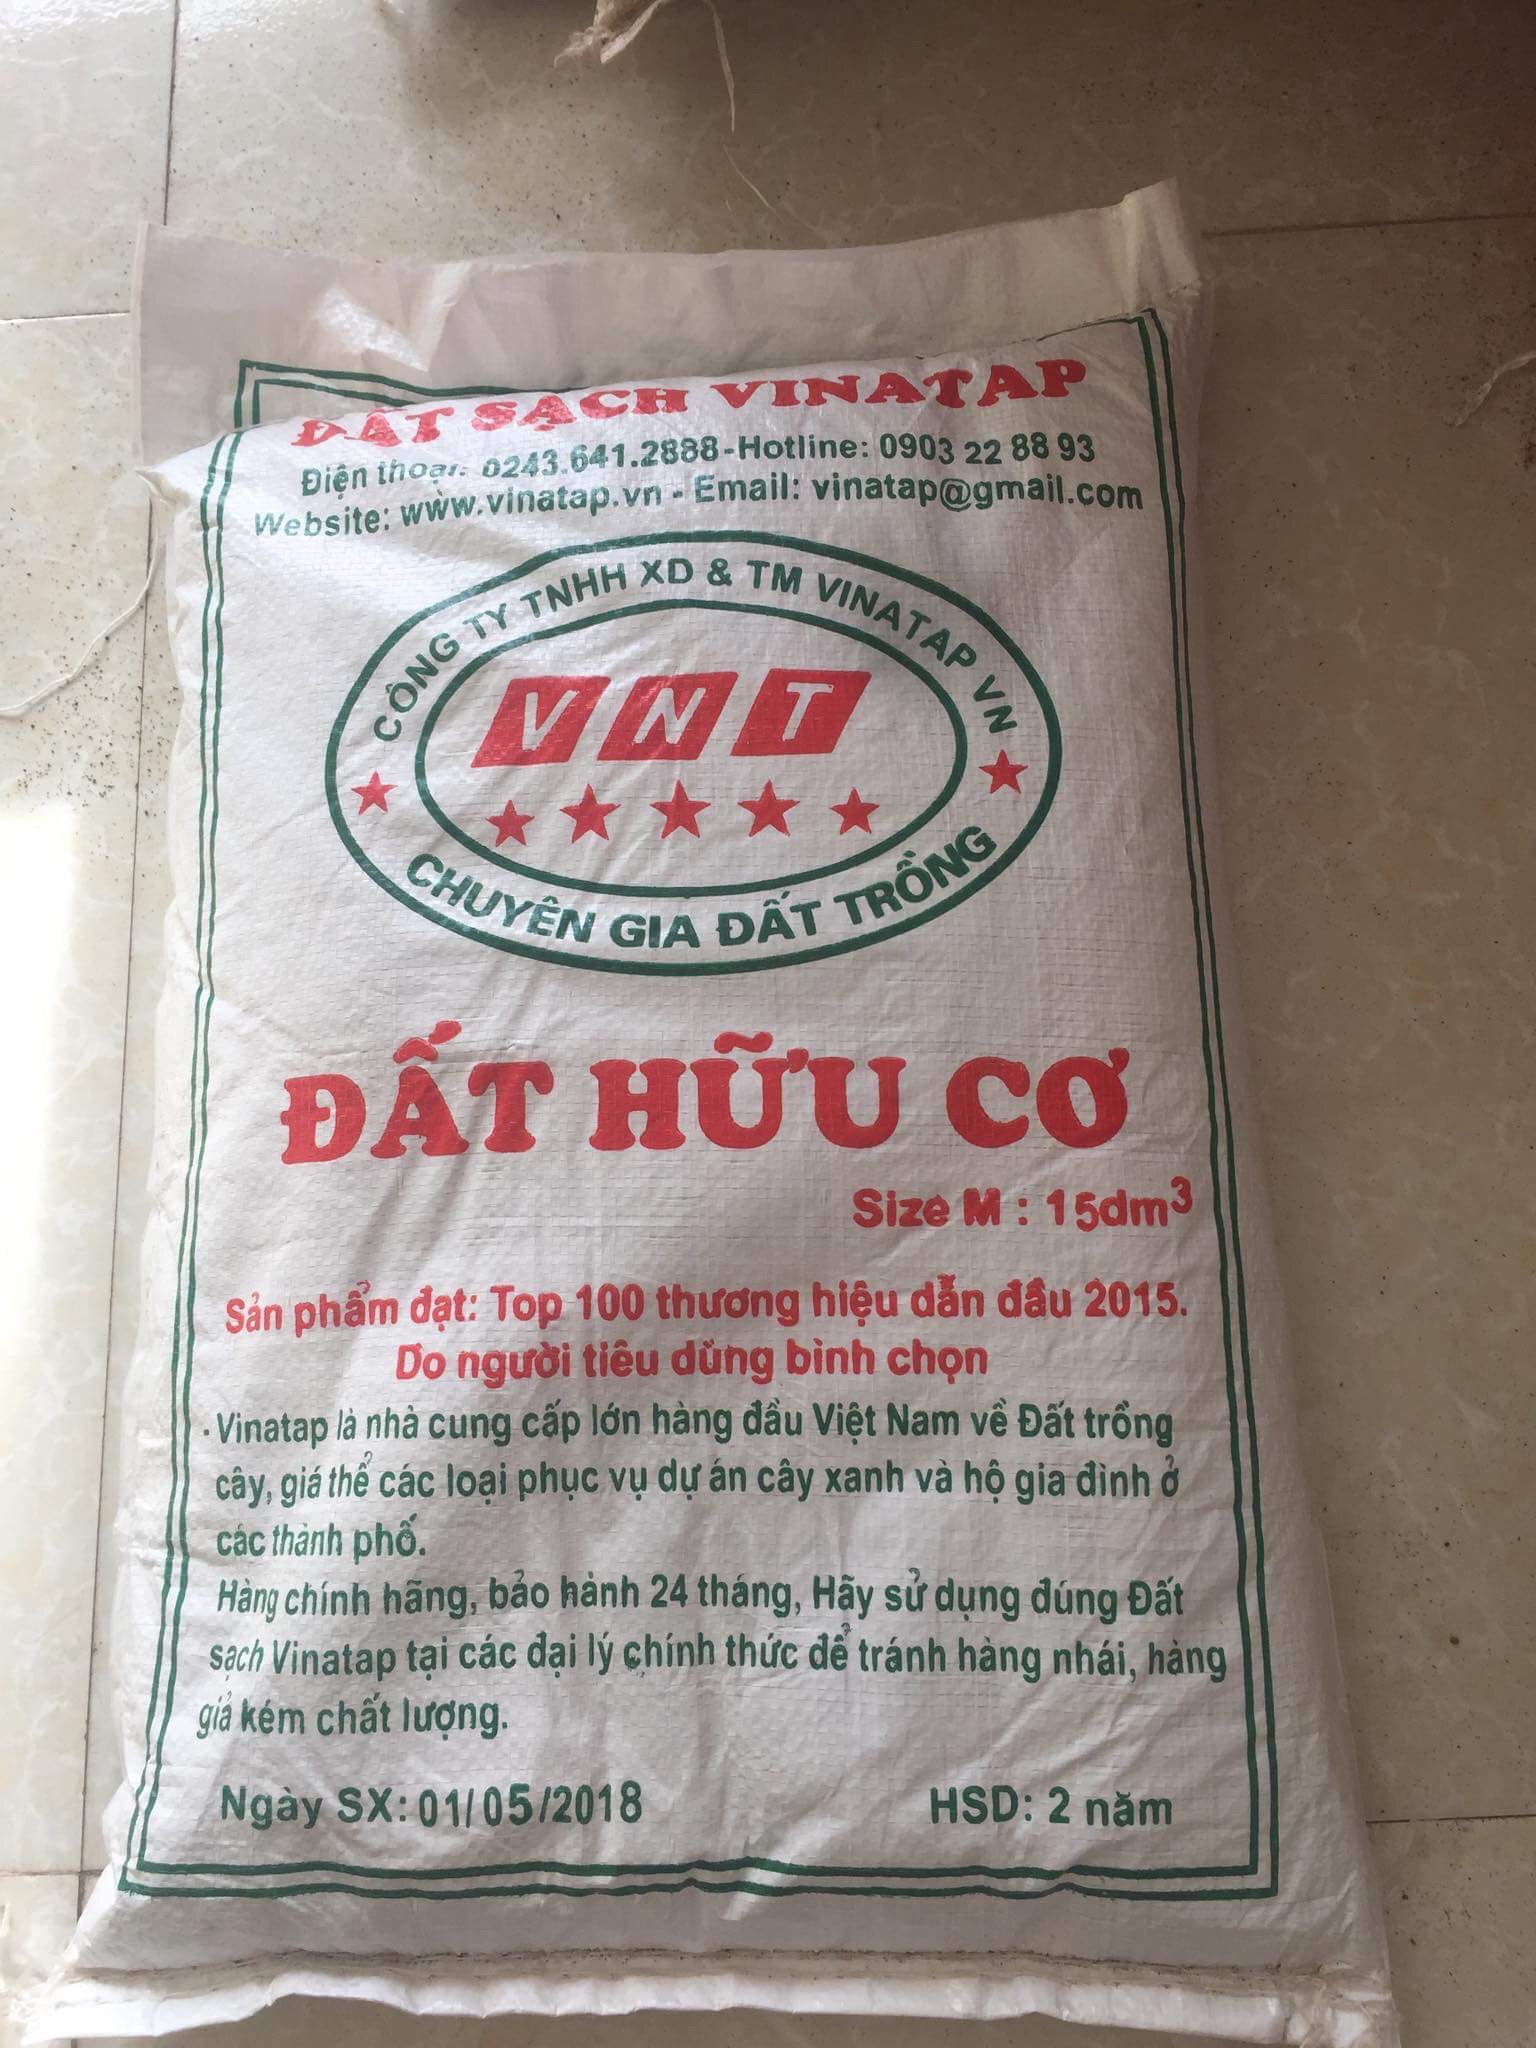 ĐẤT SẠCH VINATAP
Điện thoại: 0243.641.2888-Hotline: 0903 22 88 93
Website: www.vinatap.vn - Email: vinatap@gmail.com
CÔNG TY TNHH XD & TM VINATAP VN
VNT
CHUYÊN GIA ĐẤT TRỒNG
ĐẤT HỮU CƠ
Size M : 15dm³
Sản phẩm đạt: Top 100 thương hiệu dẫn đầu 2015.
Do người tiêu dùng bình chọn
Vinatap là nhà cung cấp lớn hàng đầu Việt Nam về Đất trồng
cây, giá thể các loại phục vụ dự án cây xanh và hộ gia đình ở
các thành phố.
Hàng chính hãng, bảo hành 24 tháng, Hãy sử dụng đúng Đất
sạch Vinatap tại các đại lý chính thức để tránh hàng nhái, hàng
giả kém chất lượng.
Ngày SX: 01/05/2018
HSD: 2 năm